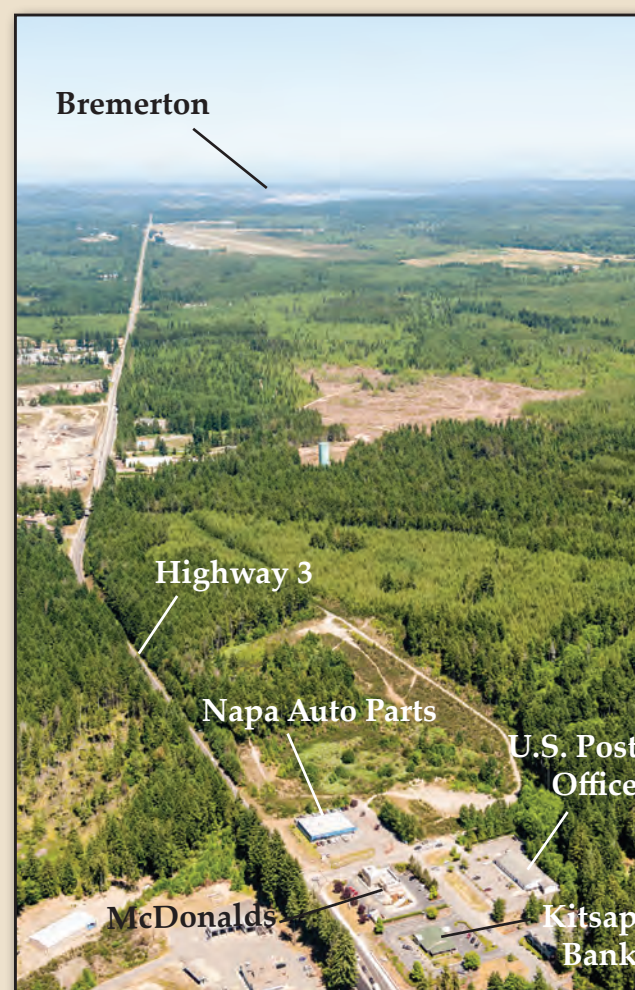 Bremerton
Highway 3
Napa Auto Parts
U.S. Post
Office
McDonalds
Kitsap
Bank